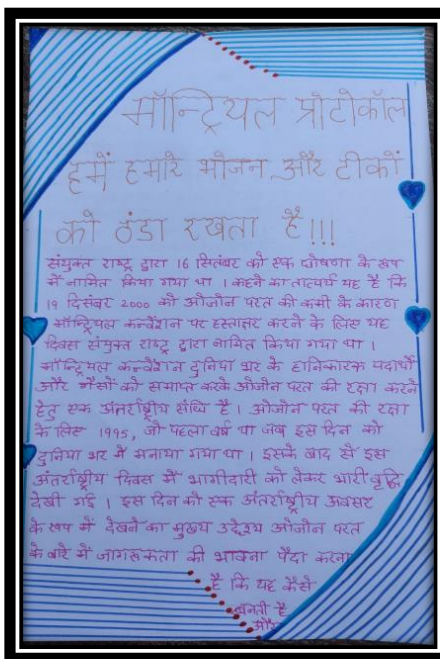 मॉन्ट्रियल प्रोटोकॉल
हमें हमारे भोजन और टीकों
को ठंडा रखता है!!!
संयुक्त राष्ट्र द्वारा 16 सितंबर को एक घोषणा के रूप
में नामित किया गया था । कहने का तात्पर्य यह है कि
19 दिसंबर 2000 को ओजोन परत की कमी के कारण
मॉन्ट्रियल कन्वेंशन पर हस्ताक्षर करने के लिए यह
दिवस संयुक्त राष्ट्र द्वारा नामित किया गया था ।
मॉन्ट्रियल कन्वेंशन दुनिया भर के हानिकारक पदार्थों
और गैसों को समाप्त करके ओजोन परत की रक्षा करने
हेतु एक अंतर्राष्ट्रीय संधि है । ओजोन परत की रक्षा
के लिए 1995, जो पहला वर्ष था जब इस दिन को
दुनिया भर में मनाया गया था । इसके बाद से इस
अंतर्राष्ट्रीय दिवस में भागीदारी को लेकर भारी वृद्धि
देखी गई । इस दिन को एक अंतर्राष्ट्रीय अवसर
के रूप में देखने का मुख्य उद्देश्य ओजोन परत
के बारे में जागरूकता की भावना पैदा करना
है कि यह कैसे
बनती है
और